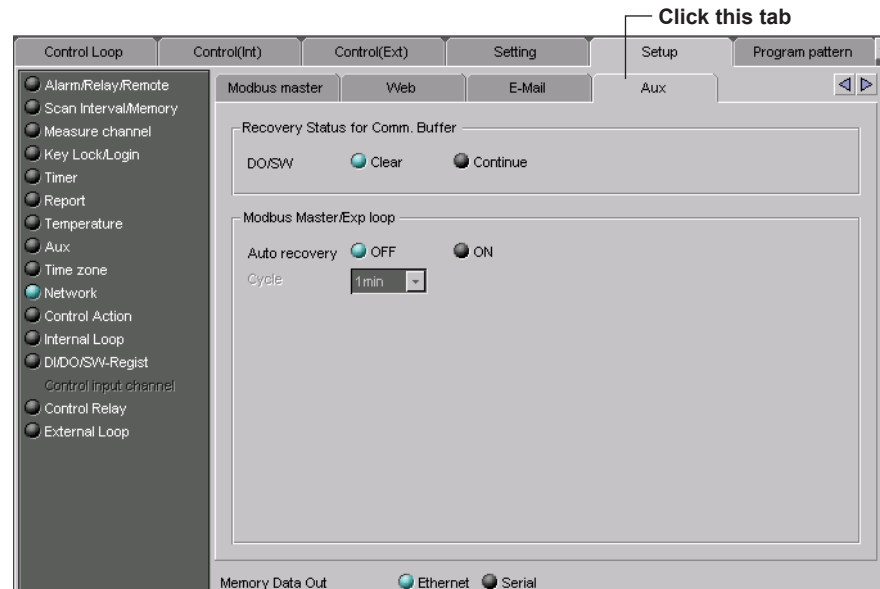 Click this tab
Control Loop
Control(Int)
Control(Ext)
Setting
Setup
Program pattern
Alarm/Relay/Remote
Scan Interval/Memory
Measure channel
Key Lock/Login
Timer
Report
Temperature
Aux
Time zone
Network
Control Action
Internal Loop
DI/DO/SW-Regist
Control input channel
Control Relay
External Loop
Modbus master
Web
E-Mail
Aux
Recovery Status for Comm. Buffer
DO/SW Clear Continue
Modbus Master/Exp loop
Auto recovery OFF ON
Cycle 1min
Memory Data Out Ethernet Serial